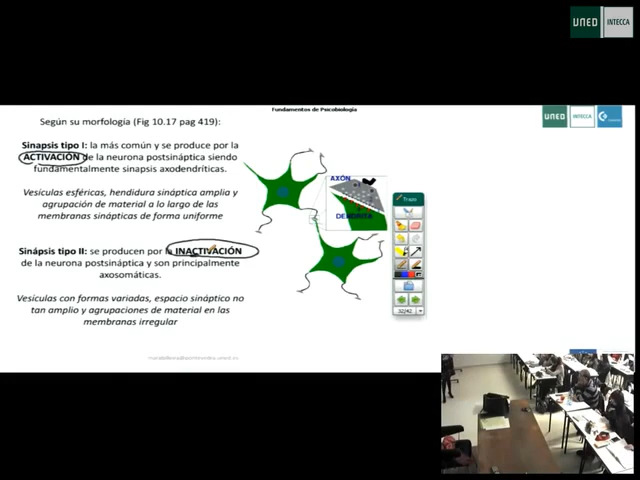 UNED
INTECCA
Fundamentos de Psicobiología
UNED
INTECCA
Según su morfología (Fig 10.17 pag 419):
Sinapsis tipo I: la más común y se produce por la
ACTIVACIÓN de la neurona postsináptica siendo
fundamentalmente sinapsis axodendríticas.
Vesículas esféricas, hendidura sináptica amplia y
agrupación de material a lo largo de las
membranas sinápticas de forma uniforme
Sinápsis tipo II: se producen por la INACTIVACIÓN
de la neurona postsináptica y son principalmente
axosomáticas.
Vesículas con formas variadas, espacio sináptico no
tan amplio y agrupaciones de material en las
membranas irregular
AXÓN
DENDRITA
Trazo
32/42